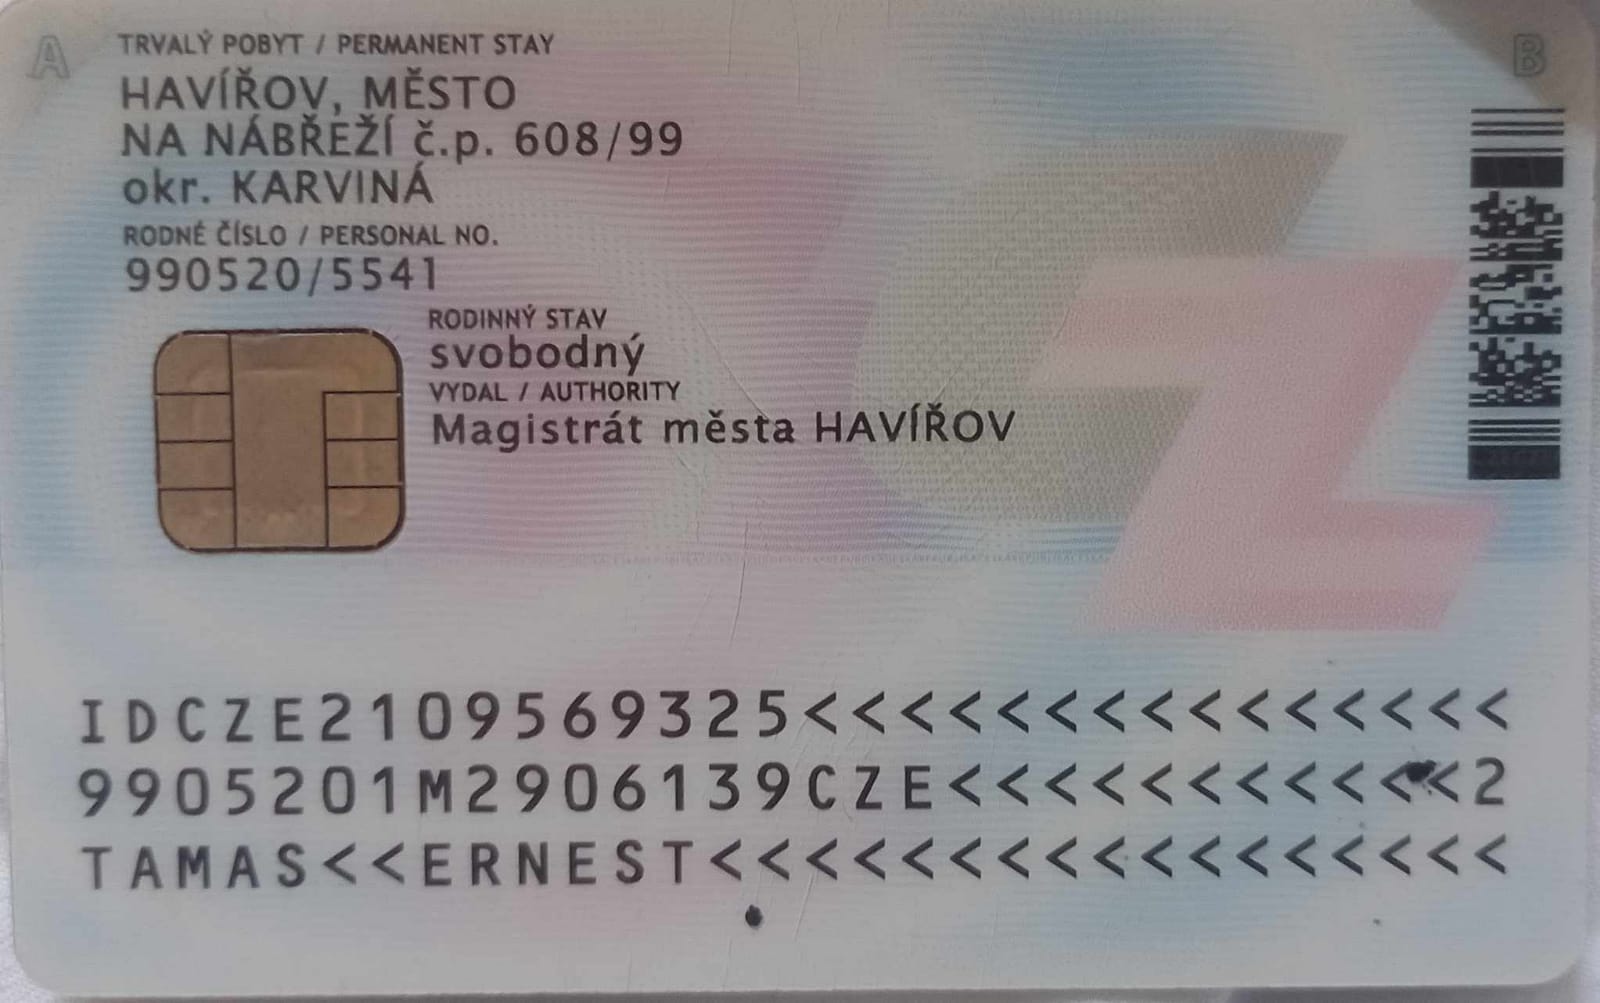 A
B
TRVALÝ POBYT / PERMANENT STAY
HAVÍŘOV, MĚSTO
NA NÁBŘEŽÍ č.p. 608/99
okr. KARVINÁ
RODNÉ ČÍSLO / PERSONAL NO.
990520/5541
RODINNÝ STAV
svobodný
VYDAL / AUTHORITY
Magistrát města HAVÍŘOV
CZ
IDCZE2109569325<<<<<<<<<<<<<<<
9905201M2906139CZE<<<<<<<<<<<2
TAMAS<<ERNEST<<<<<<<<<<<<<<<<<